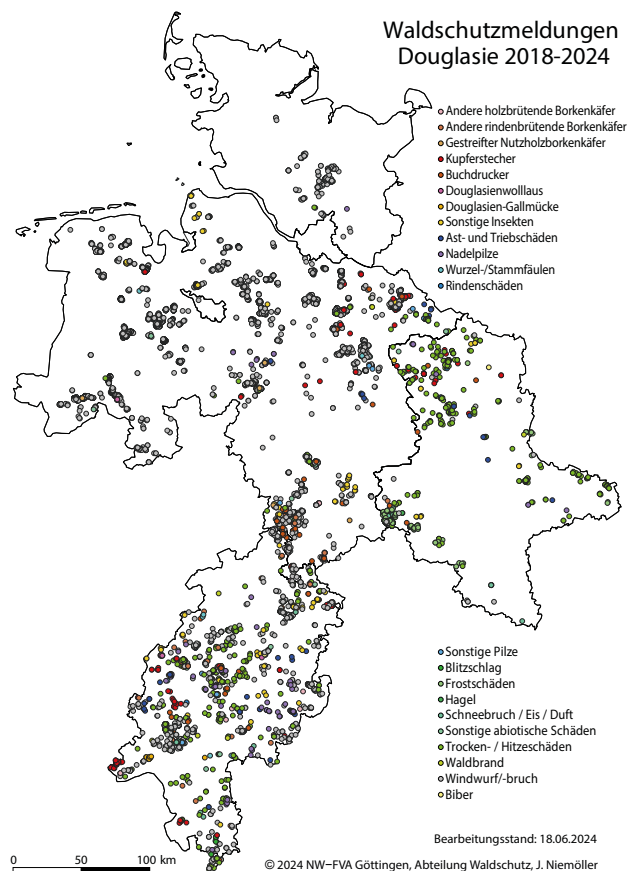 Waldschutzmeldungen
Douglasie 2018-2024
Andere holzbrütende Borkenkäfer
Andere rindenbrütende Borkenkäfer
Gestreifter Nutzholzborkenkäfer
Kupferstecher
Buchdrucker
Douglasienwolllaus
Douglasien-Gallmücke
Sonstige Insekten
Ast- und Triebschäden
Nadelpilze
Wurzel-/Stammfäulen
Rindenschäden
Sonstige Pilze
Blitzschlag
Frostschäden
Hagel
Schneebruch / Eis / Duft
Sonstige abiotische Schäden
Trocken- / Hitzeschäden
Waldbrand
Windwurf/-bruch
Biber
Bearbeitungsstand: 18.06.2024
0 50 100 km
© 2024 NW–FVA Göttingen, Abteilung Waldschutz, J. Niemöller